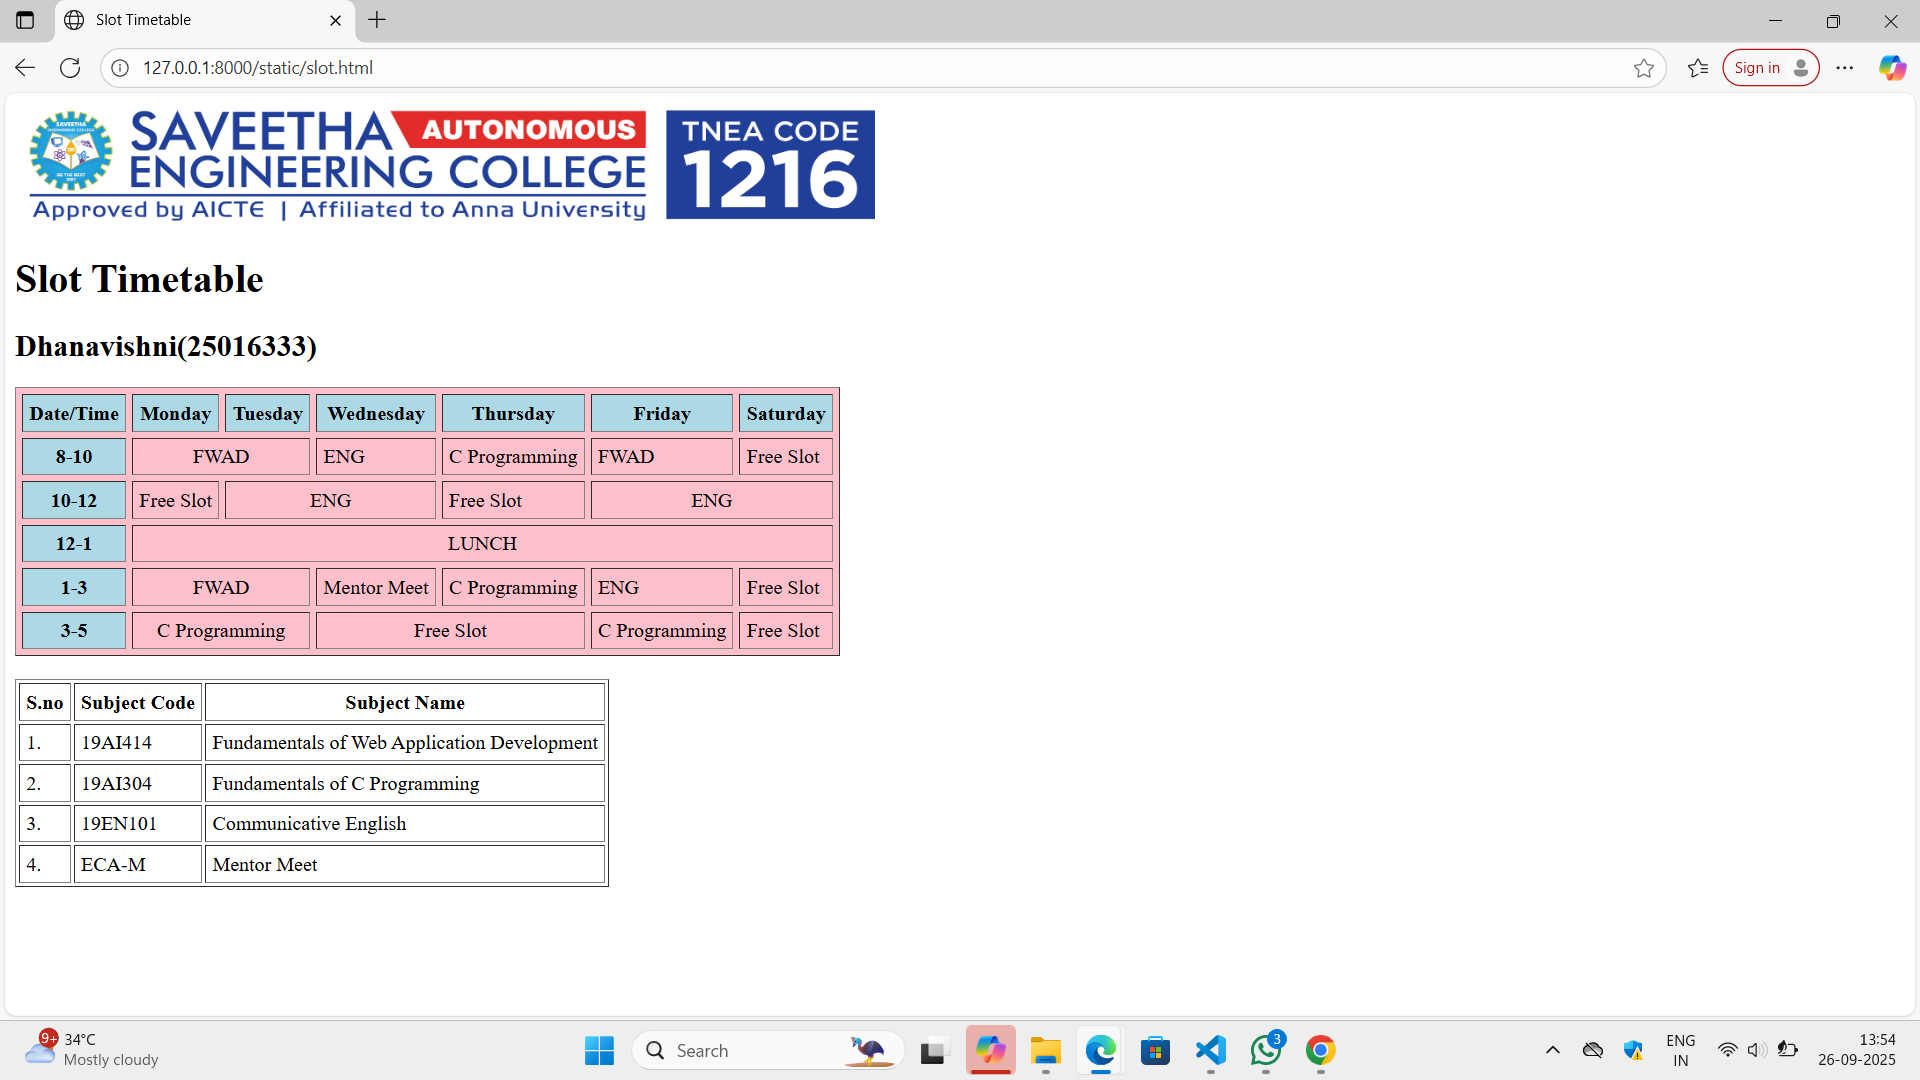 Slot Timetable
127.0.0.1:8000/static/slot.html
Sign in
SAVEETHA AUTONOMOUS
ENGINEERING COLLEGE
Approved by AICTE | Affiliated to Anna University
TNEA CODE
1216
Slot Timetable
Dhanavishni(25016333)
Date/Time Monday Tuesday Wednesday Thursday Friday Saturday
8-10 FWAD ENG C Programming FWAD Free Slot
10-12 Free Slot ENG Free Slot ENG
12-1 LUNCH
1-3 FWAD Mentor Meet C Programming ENG Free Slot
3-5 C Programming Free Slot C Programming Free Slot
S.no Subject Code Subject Name
1. 19AI414 Fundamentals of Web Application Development
2. 19AI304 Fundamentals of C Programming
3. 19EN101 Communicative English
4. ECA-M Mentor Meet
9+
34°C
Mostly cloudy
Search
3
ENG
IN
13:54
26-09-2025